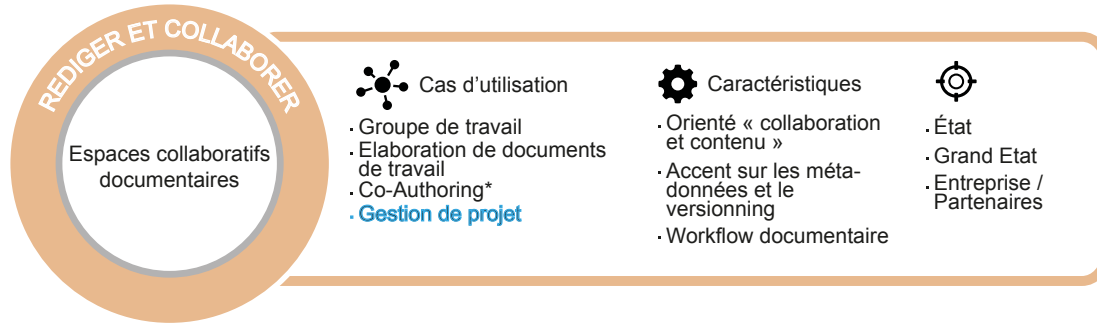 REDIGER ET COLLABORER
Espaces collaboratifs
documentaires
Cas d’utilisation
. Groupe de travail
. Elaboration de documents
de travail
. Co-Authoring*
. Gestion de projet
Caractéristiques
. Orienté « collaboration
et contenu »
. Accent sur les méta-
données et le
versionning
. Workflow documentaire
. État
. Grand Etat
. Entreprise /
Partenaires